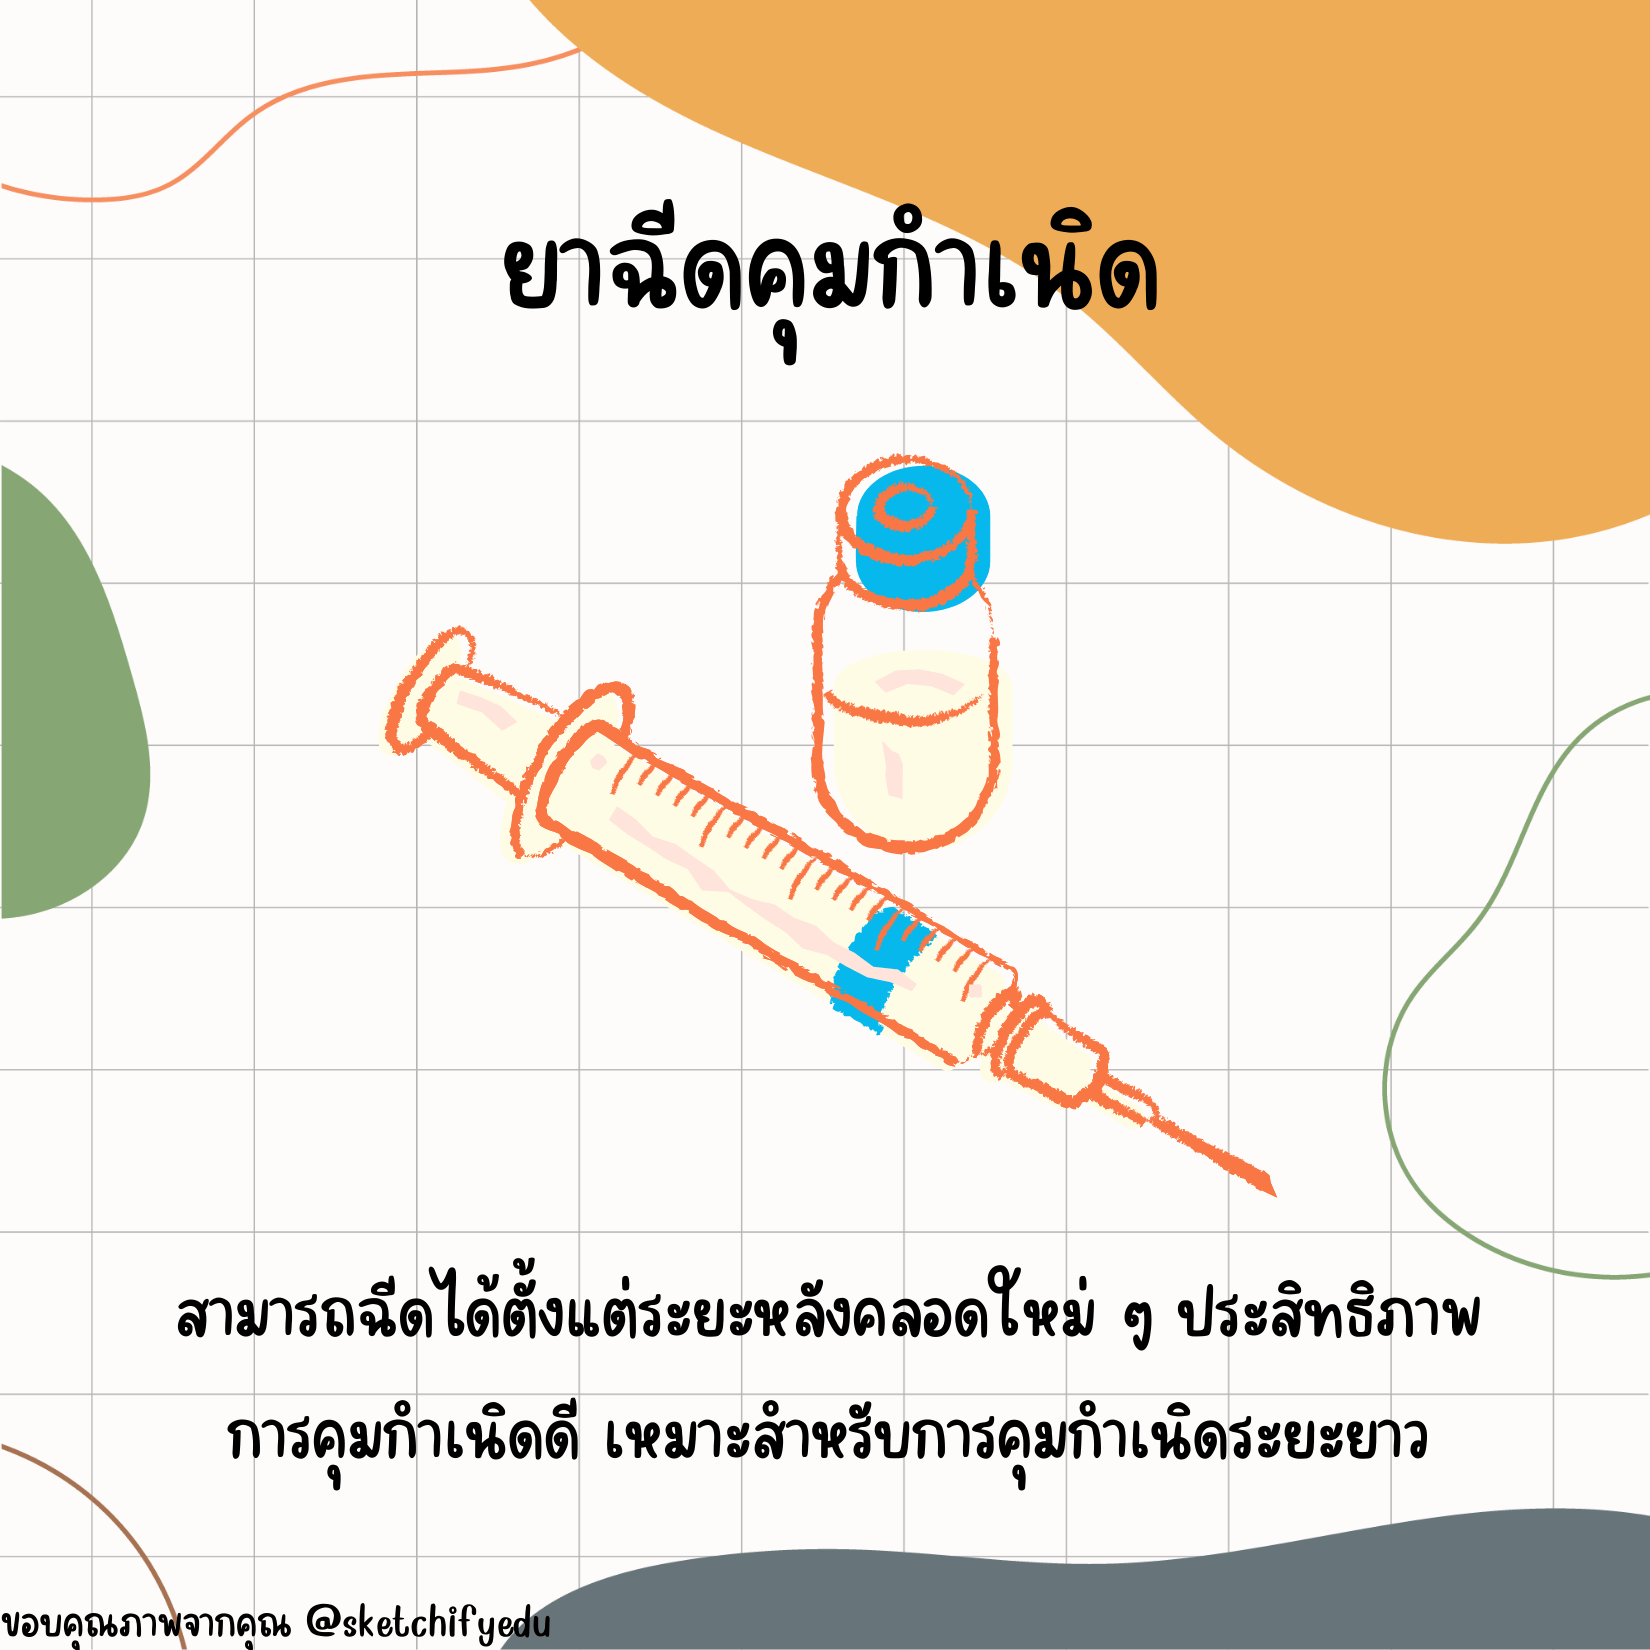 ยาฉีดคุมกำเนิด
สามารถฉีดได้ตั้งแต่ระยะหลังคลอดใหม่ ๆ ประสิทธิภาพ
การคุมกำเนิดดี เหมาะสำหรับการคุมกำเนิดระยะยาว
ขอบคุณภาพจากคุณ @sketchifyedu